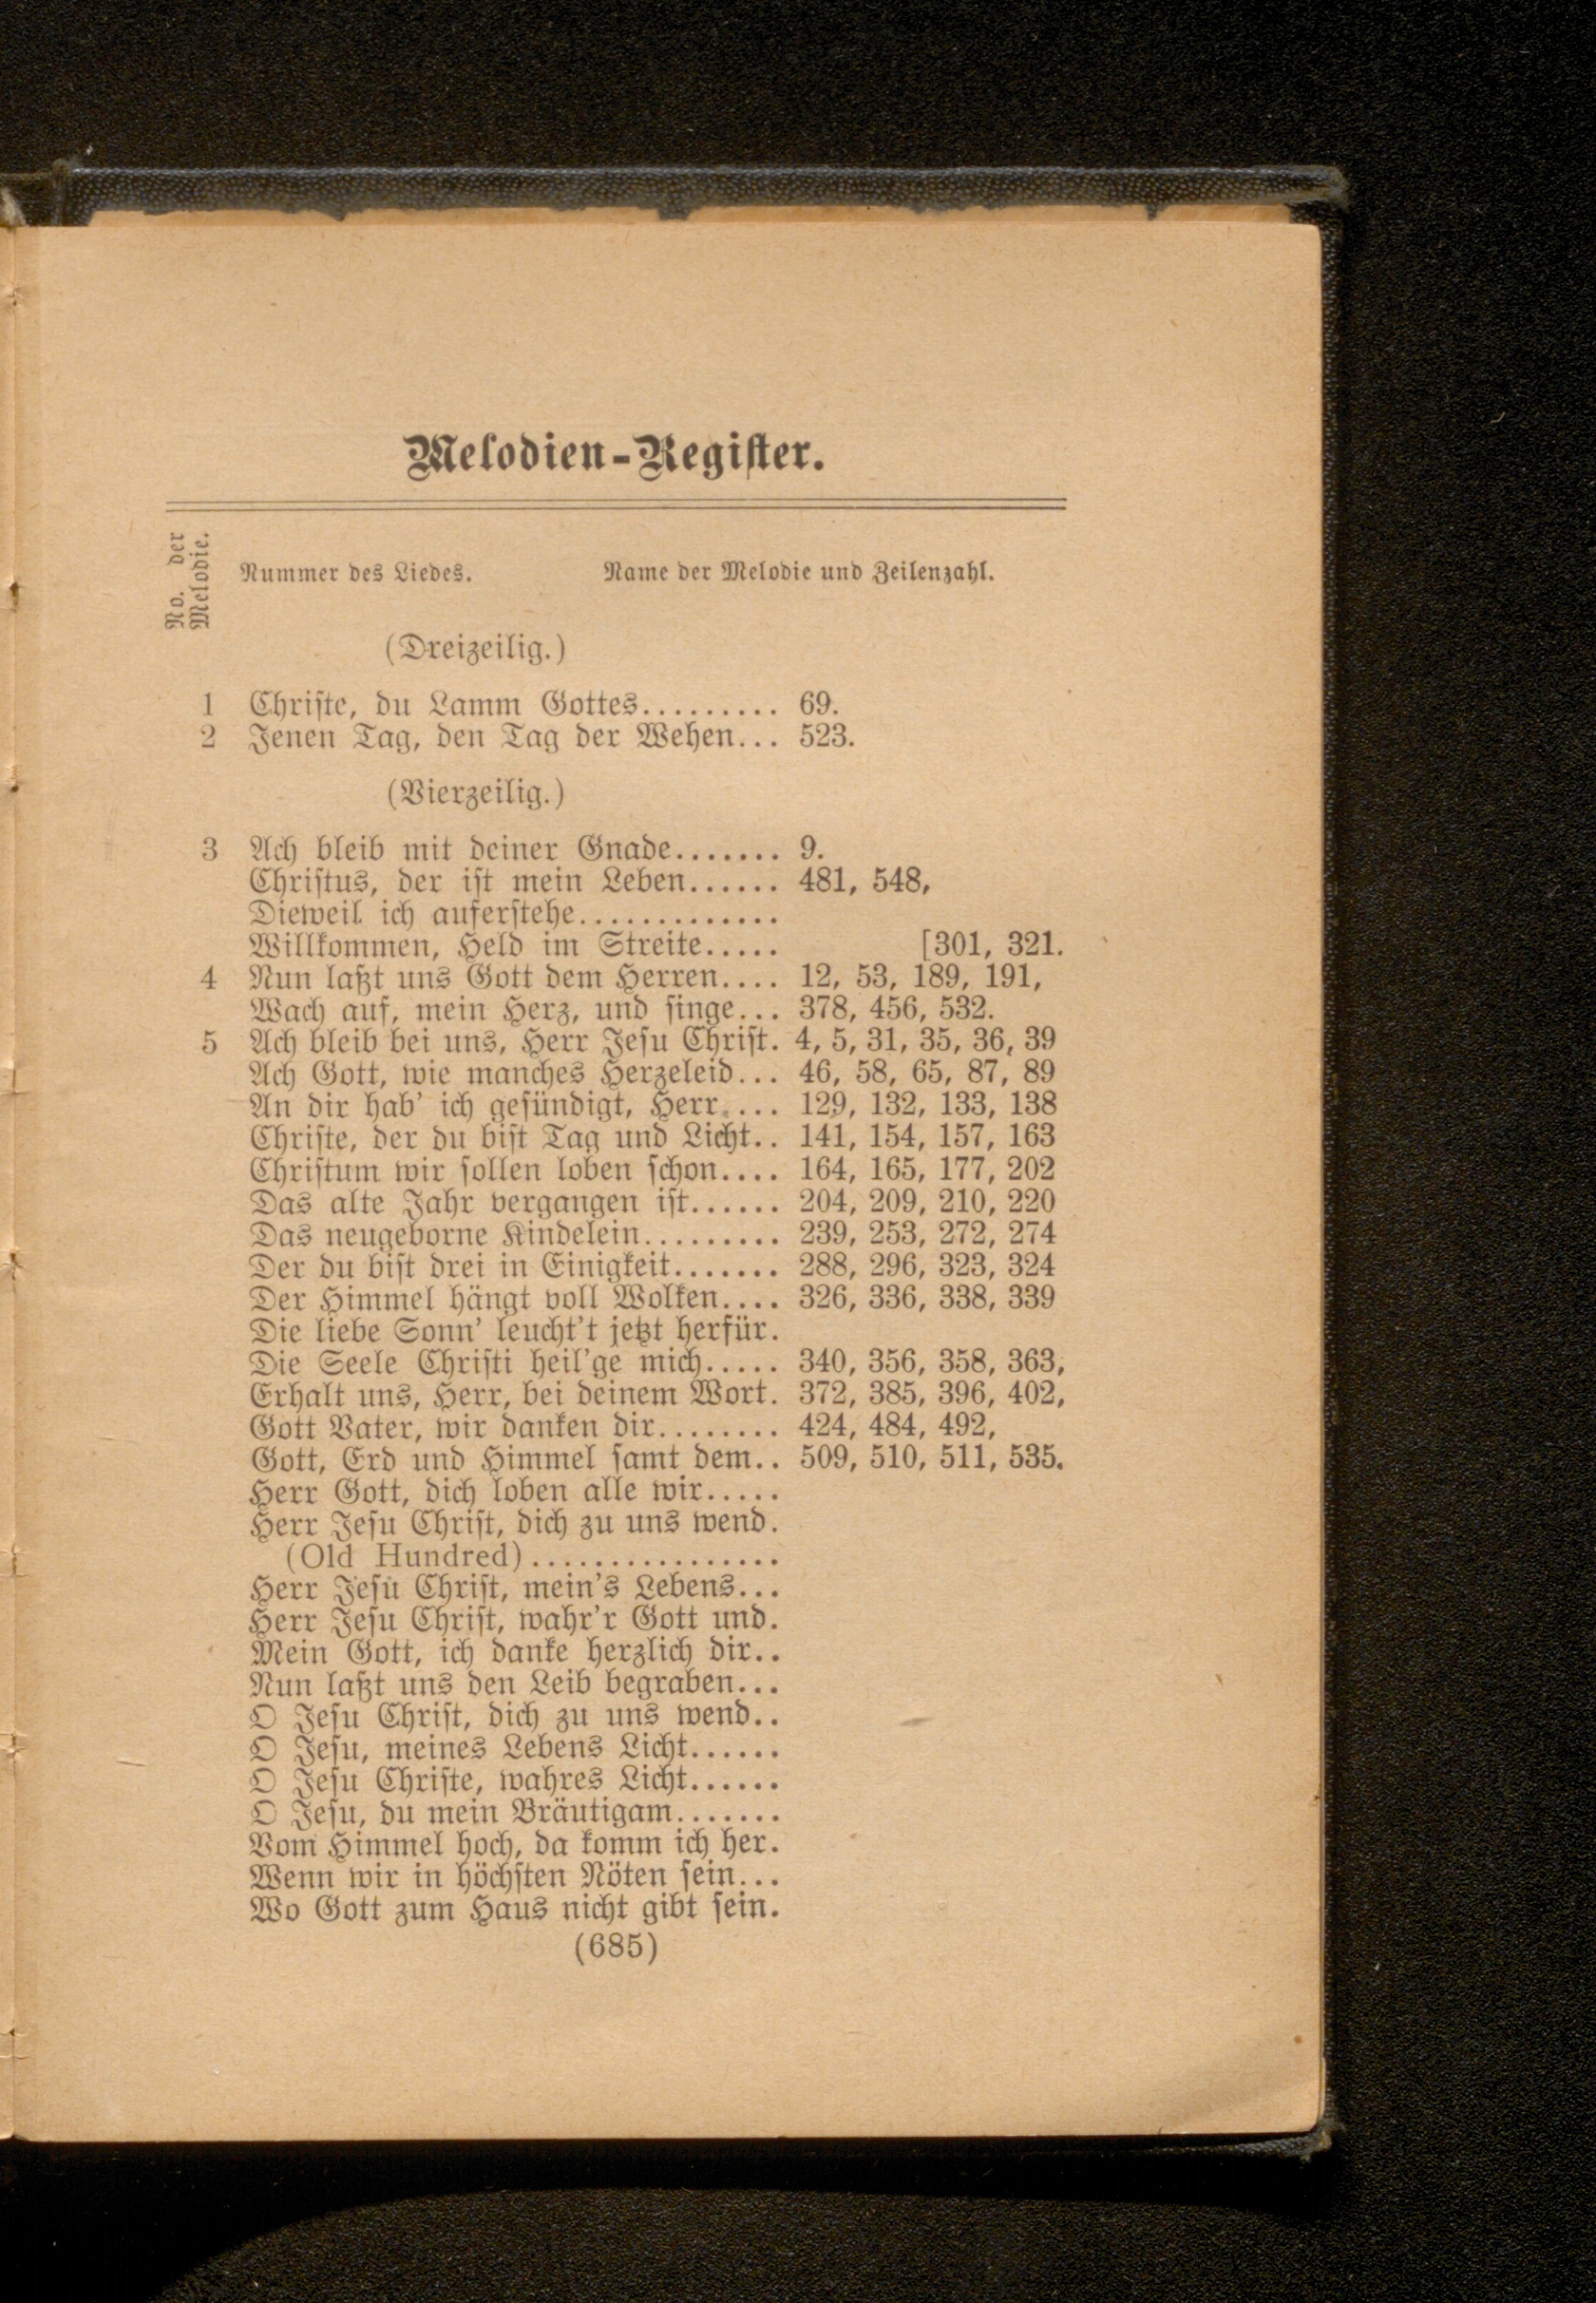 Melodien-Register.
No. der
Melodie.
Nummer des Liedes. Name der Melodie und Zeilenzahl.
(Dreizeilig.)
1 Christe, du Lamm Gottes......... 69.
2 Jenen Tag, den Tag der Wehen... 523.
(Vierzeilig.)
3 Ach bleib mit deiner Gnade....... 9.
Christus, der ist mein Leben...... 481, 548,
Dieweil ich auferstehe.............
Willkommen, Held im Streite..... [301, 321.
4 Nun laßt uns Gott dem Herren.... 12, 53, 189, 191,
Wach auf, mein Herz, und singe... 378, 456, 532.
5 Ach bleib bei uns, Herr Jesu Christ. 4, 5, 31, 35, 36, 39
Ach Gott, wie manches Herzeleid... 46, 58, 65, 87, 89
An dir hab' ich gesündigt, Herr.... 129, 132, 133, 138
Christe, der du bist Tag und Licht.. 141, 154, 157, 163
Christum wir sollen loben schon.... 164, 165, 177, 202
Das alte Jahr vergangen ist...... 204, 209, 210, 220
Das neugeborne Kindelein......... 239, 253, 272, 274
Der du bist drei in Einigkeit....... 288, 296, 323, 324
Der Himmel hängt voll Wolken.... 326, 336, 338, 339
Die liebe Sonn' leucht't jetzt herfür.
Die Seele Christi heil'ge mich..... 340, 356, 358, 363,
Erhalt uns, Herr, bei deinem Wort. 372, 385, 396, 402,
Gott Vater, wir danken dir........ 424, 484, 492,
Gott, Erd und Himmel samt dem.. 509, 510, 511, 535.
Herr Gott, dich loben alle wir.....
Herr Jesu Christ, dich zu uns wend.
(Old Hundred)................
Herr Jesu Christ, mein's Lebens...
Herr Jesu Christ, wahr'r Gott und.
Mein Gott, ich danke herzlich dir..
Nun laßt uns den Leib begraben...
O Jesu Christ, dich zu uns wend..
O Jesu, meines Lebens Licht......
O Jesu Christe, wahres Licht......
O Jesu, du mein Bräutigam.......
Vom Himmel hoch, da komm ich her.
Wenn wir in höchsten Nöten sein...
Wo Gott zum Haus nicht gibt sein.
(685)